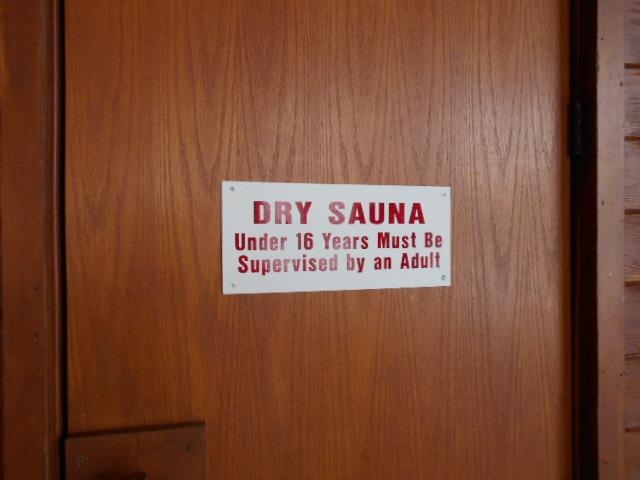 DRY SAUNA
Under 16 Years Must Be
Supervised by an Adult